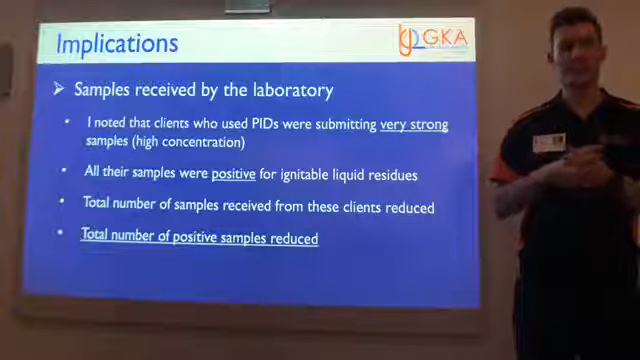 Implications
GKA
Samples received by the laboratory
I noted that clients who used PIDs were submitting very strong
samples (high concentration)
All their samples were positive for ignitable liquid residues
Total number of samples received from these clients reduced
Total number of positive samples reduced